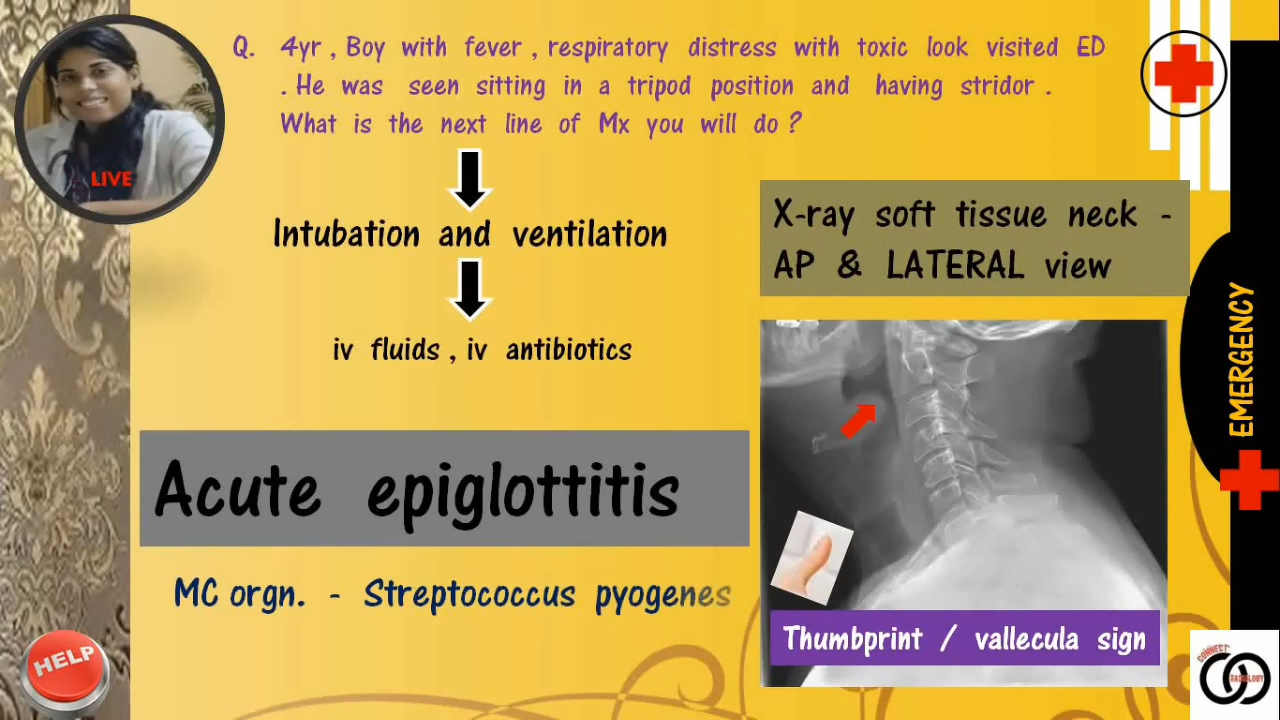 Q. 4yr , Boy with fever , respiratory distress with toxic look visited ED
. He was seen sitting in a tripod position and having stridor .
What is the next line of Mx you will do ?
LIVE
Intubation and ventilation
iv fluids , iv antibiotics
X-ray soft tissue neck -
AP & LATERAL view
EMERGENCY
Acute epiglottitis
MC orgn. - Streptococcus pyogenes
Thumbprint / vallecula sign
HELP
CONNECT
RADIOLOGY